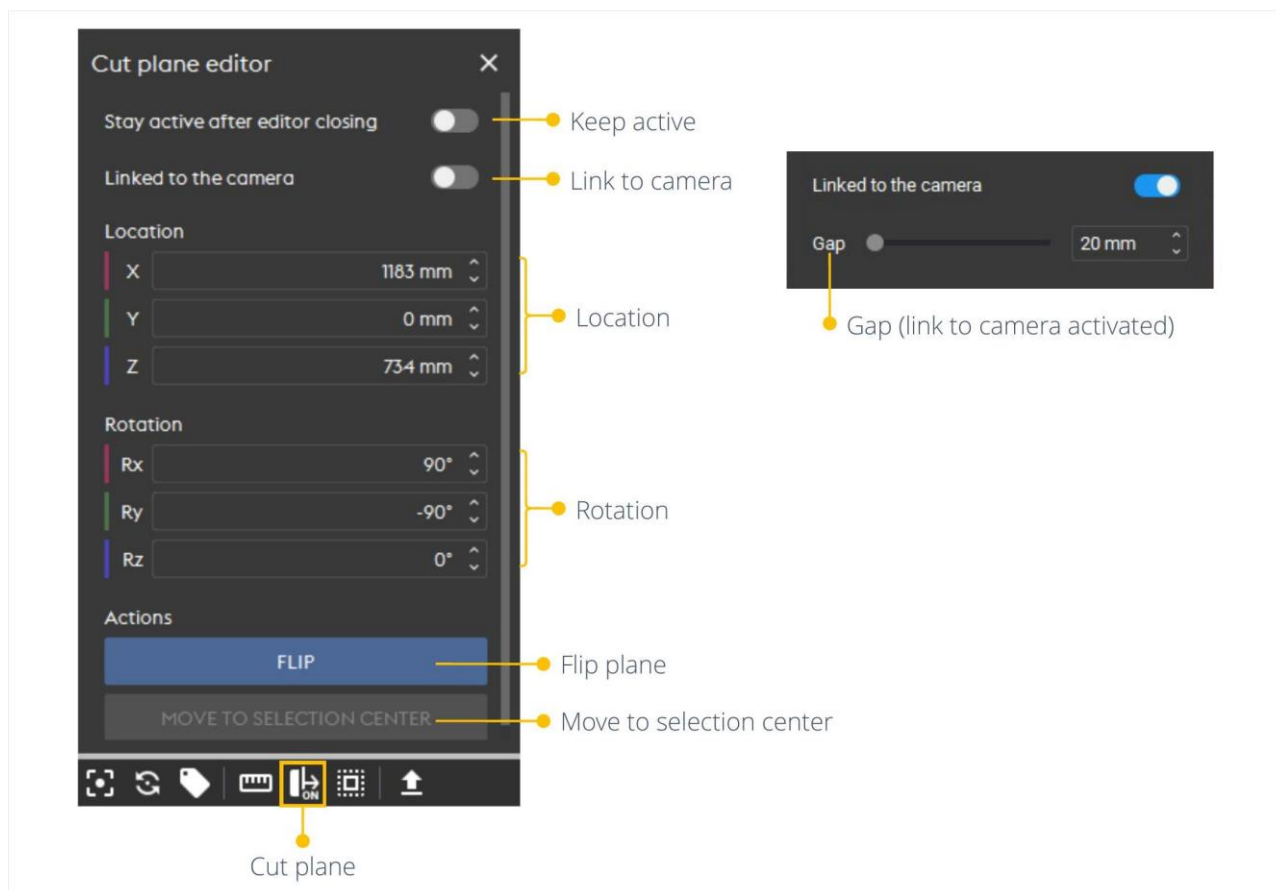 Cut plane editor
Stay active after editor closing
Keep active
Linked to the camera
Link to camera
Location
X 1183 mm
Y 0 mm
Z 734 mm
Location
Rotation
Rx 90°
Ry -90°
Rz 0°
Rotation
Actions
FLIP
Flip plane
MOVE TO SELECTION CENTER
Move to selection center
ON
Cut plane
Linked to the camera
Gap 20 mm
Gap (link to camera activated)